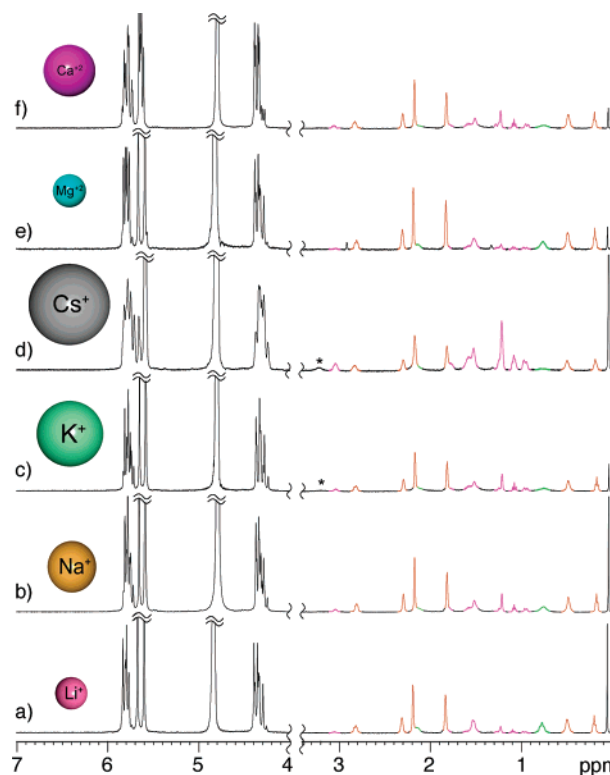 Ca+2
f)
Mg+2
e)
Cs+
d)
*
K+
c)
*
Na+
b)
Li+
a)
7 6 5 4 3 2 1 ppm